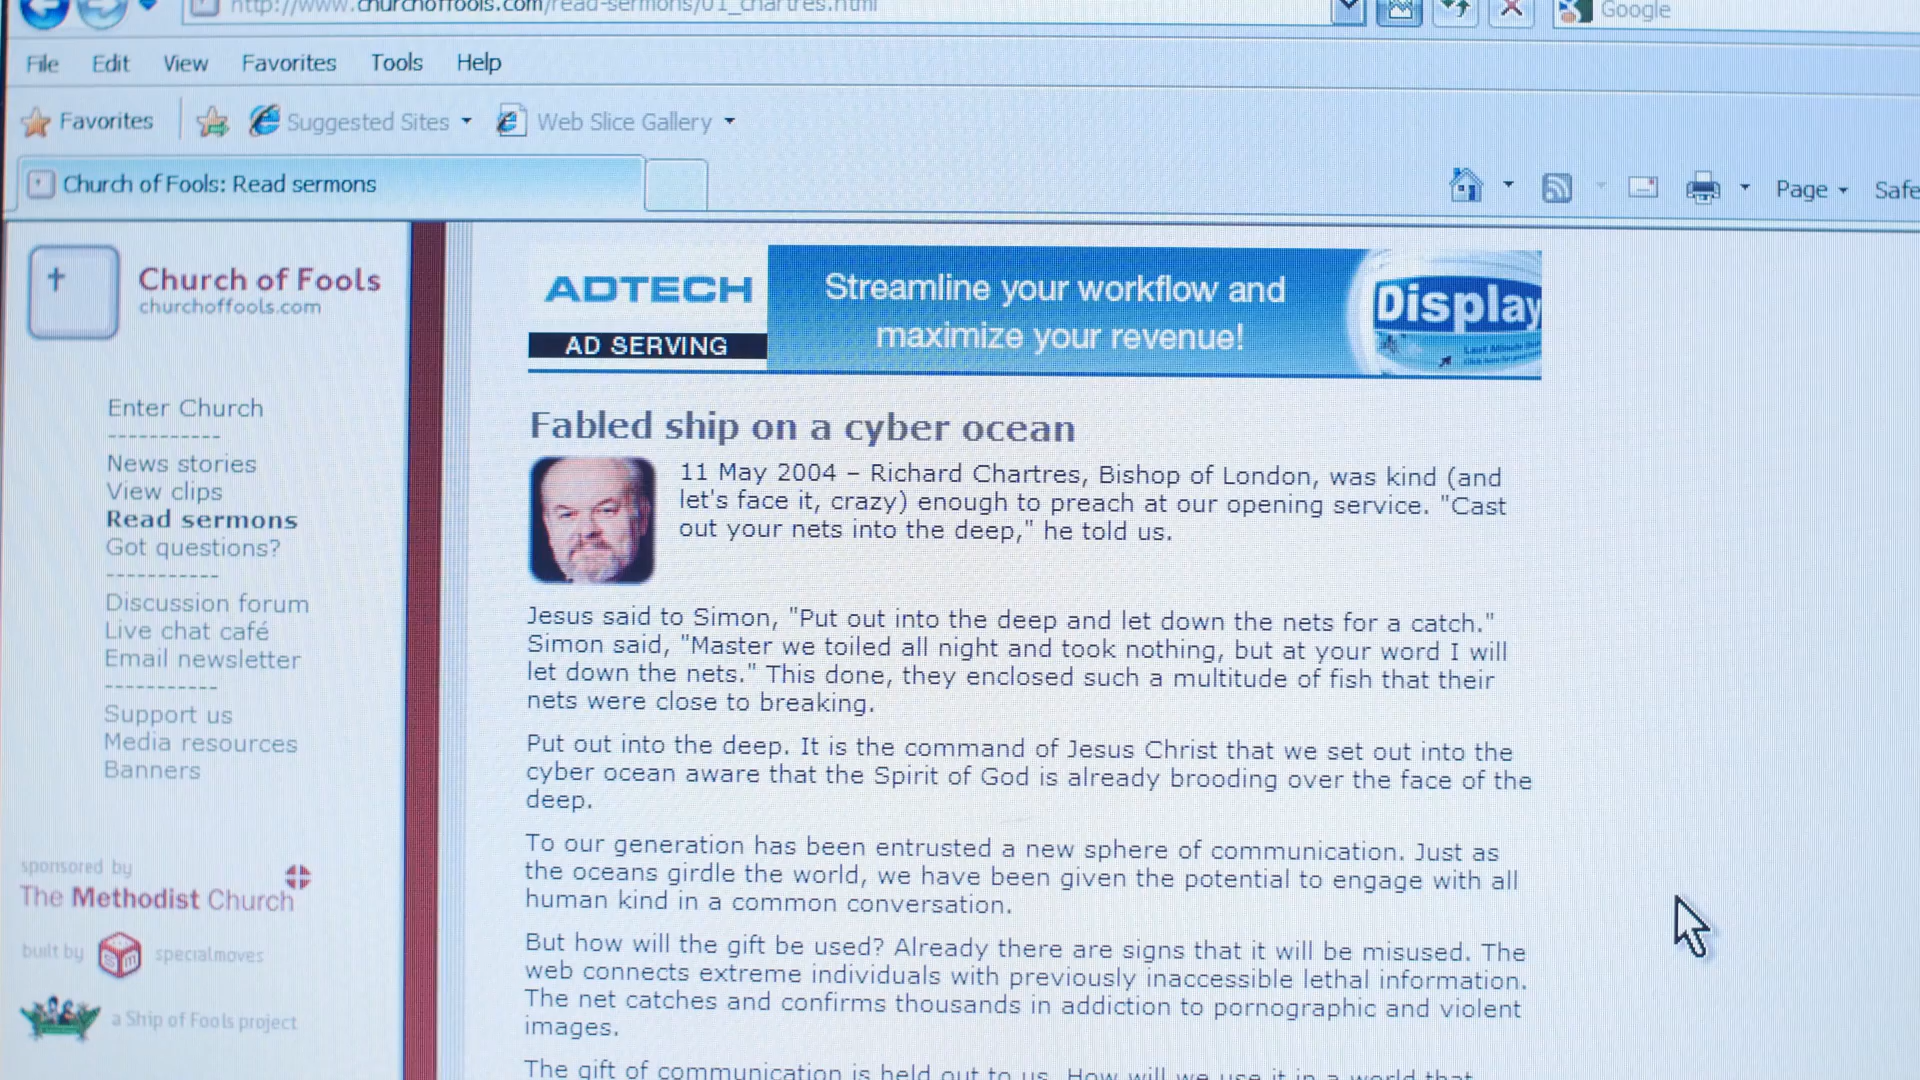 http://www.churchoffools.com/read-sermons/01_chartres.html
Google
File Edit View Favorites Tools Help
Favorites Suggested Sites Web Slice Gallery
Church of Fools: Read sermons
Page Safe
Church of Fools
churchoffools.com
Enter Church
-----------
News stories
View clips
Read sermons
Got questions?
-----------
Discussion forum
Live chat café
Email newsletter
-----------
Support us
Media resources
Banners
sponsored by
The Methodist Church
built by specialmoves
a Ship of Fools project
ADTECH
AD SERVING
Streamline your workflow and
maximize your revenue!
Display
Fabled ship on a cyber ocean
11 May 2004 – Richard Chartres, Bishop of London, was kind (and
let's face it, crazy) enough to preach at our opening service. "Cast
out your nets into the deep," he told us.
Jesus said to Simon, "Put out into the deep and let down the nets for a catch."
Simon said, "Master we toiled all night and took nothing, but at your word I will
let down the nets." This done, they enclosed such a multitude of fish that their
nets were close to breaking.
Put out into the deep. It is the command of Jesus Christ that we set out into the
cyber ocean aware that the Spirit of God is already brooding over the face of the
deep.
To our generation has been entrusted a new sphere of communication. Just as
the oceans girdle the world, we have been given the potential to engage with all
human kind in a common conversation.
But how will the gift be used? Already there are signs that it will be misused. The
web connects extreme individuals with previously inaccessible lethal information.
The net catches and confirms thousands in addiction to pornographic and violent
images.
The gift of communication is held out to us. How will we use it in a world that